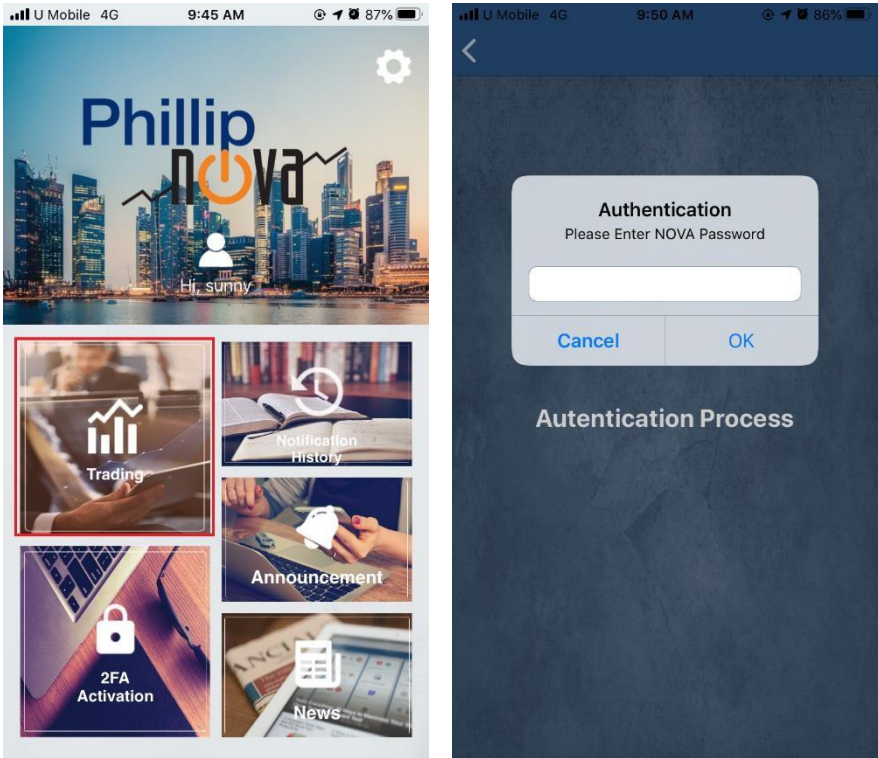 U Mobile 4G 9:45 AM 87%
Phillip
nova
Hi, sunny
Trading
Notification
History
Announcement
2FA
Activation
News
U Mobile 4G 9:50 AM 86%
Authentication
Please Enter NOVA Password
Cancel OK
Autentication Process